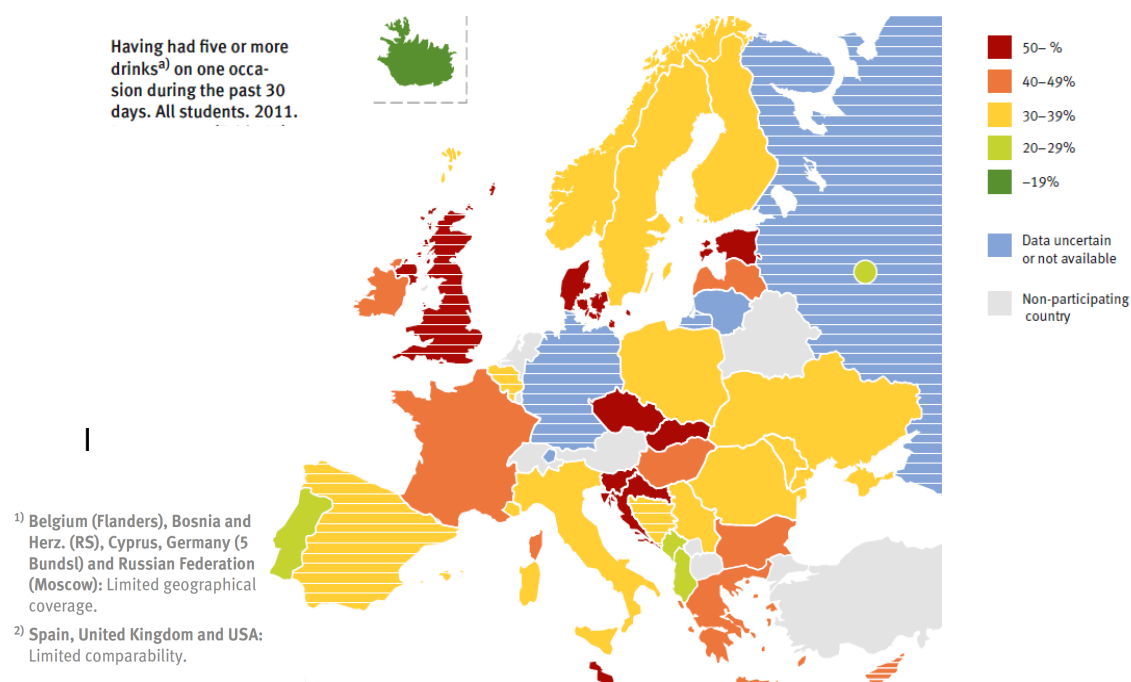 Having had five or more
drinksa) on one occa-
sion during the past 30
days. All students. 2011.
50– %
40–49%
30–39%
20–29%
–19%
Data uncertain
or not available
Non-participating
country
1) Belgium (Flanders), Bosnia and
Herz. (RS), Cyprus, Germany (5
Bundsl) and Russian Federation
(Moscow): Limited geographical
coverage.
2) Spain, United Kingdom and USA:
Limited comparability.